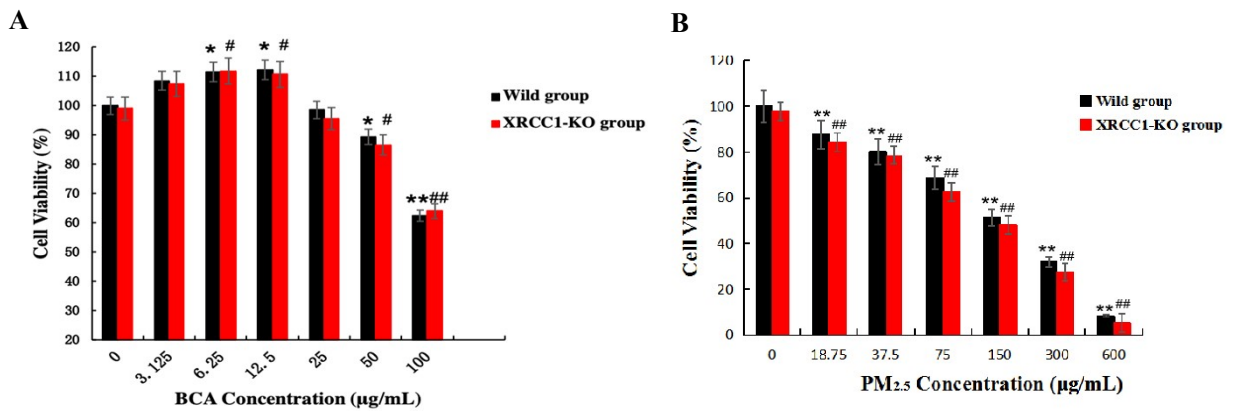 A
B
120
110
100
90
80
70
60
50
40
30
20
Cell Viability (%)
* # * # * # ** ##
Wild group
XRCC1-KO group
0 3.125 6.25 12.5 25 50 100
BCA Concentration (μg/mL)
120
100
80
60
40
20
0
Cell Viability (%)
** ## ** ## ** ## ** ## ** ## ** ##
Wild group
XRCC1-KO group
0 18.75 37.5 75 150 300 600
PM2.5 Concentration (μg/mL)